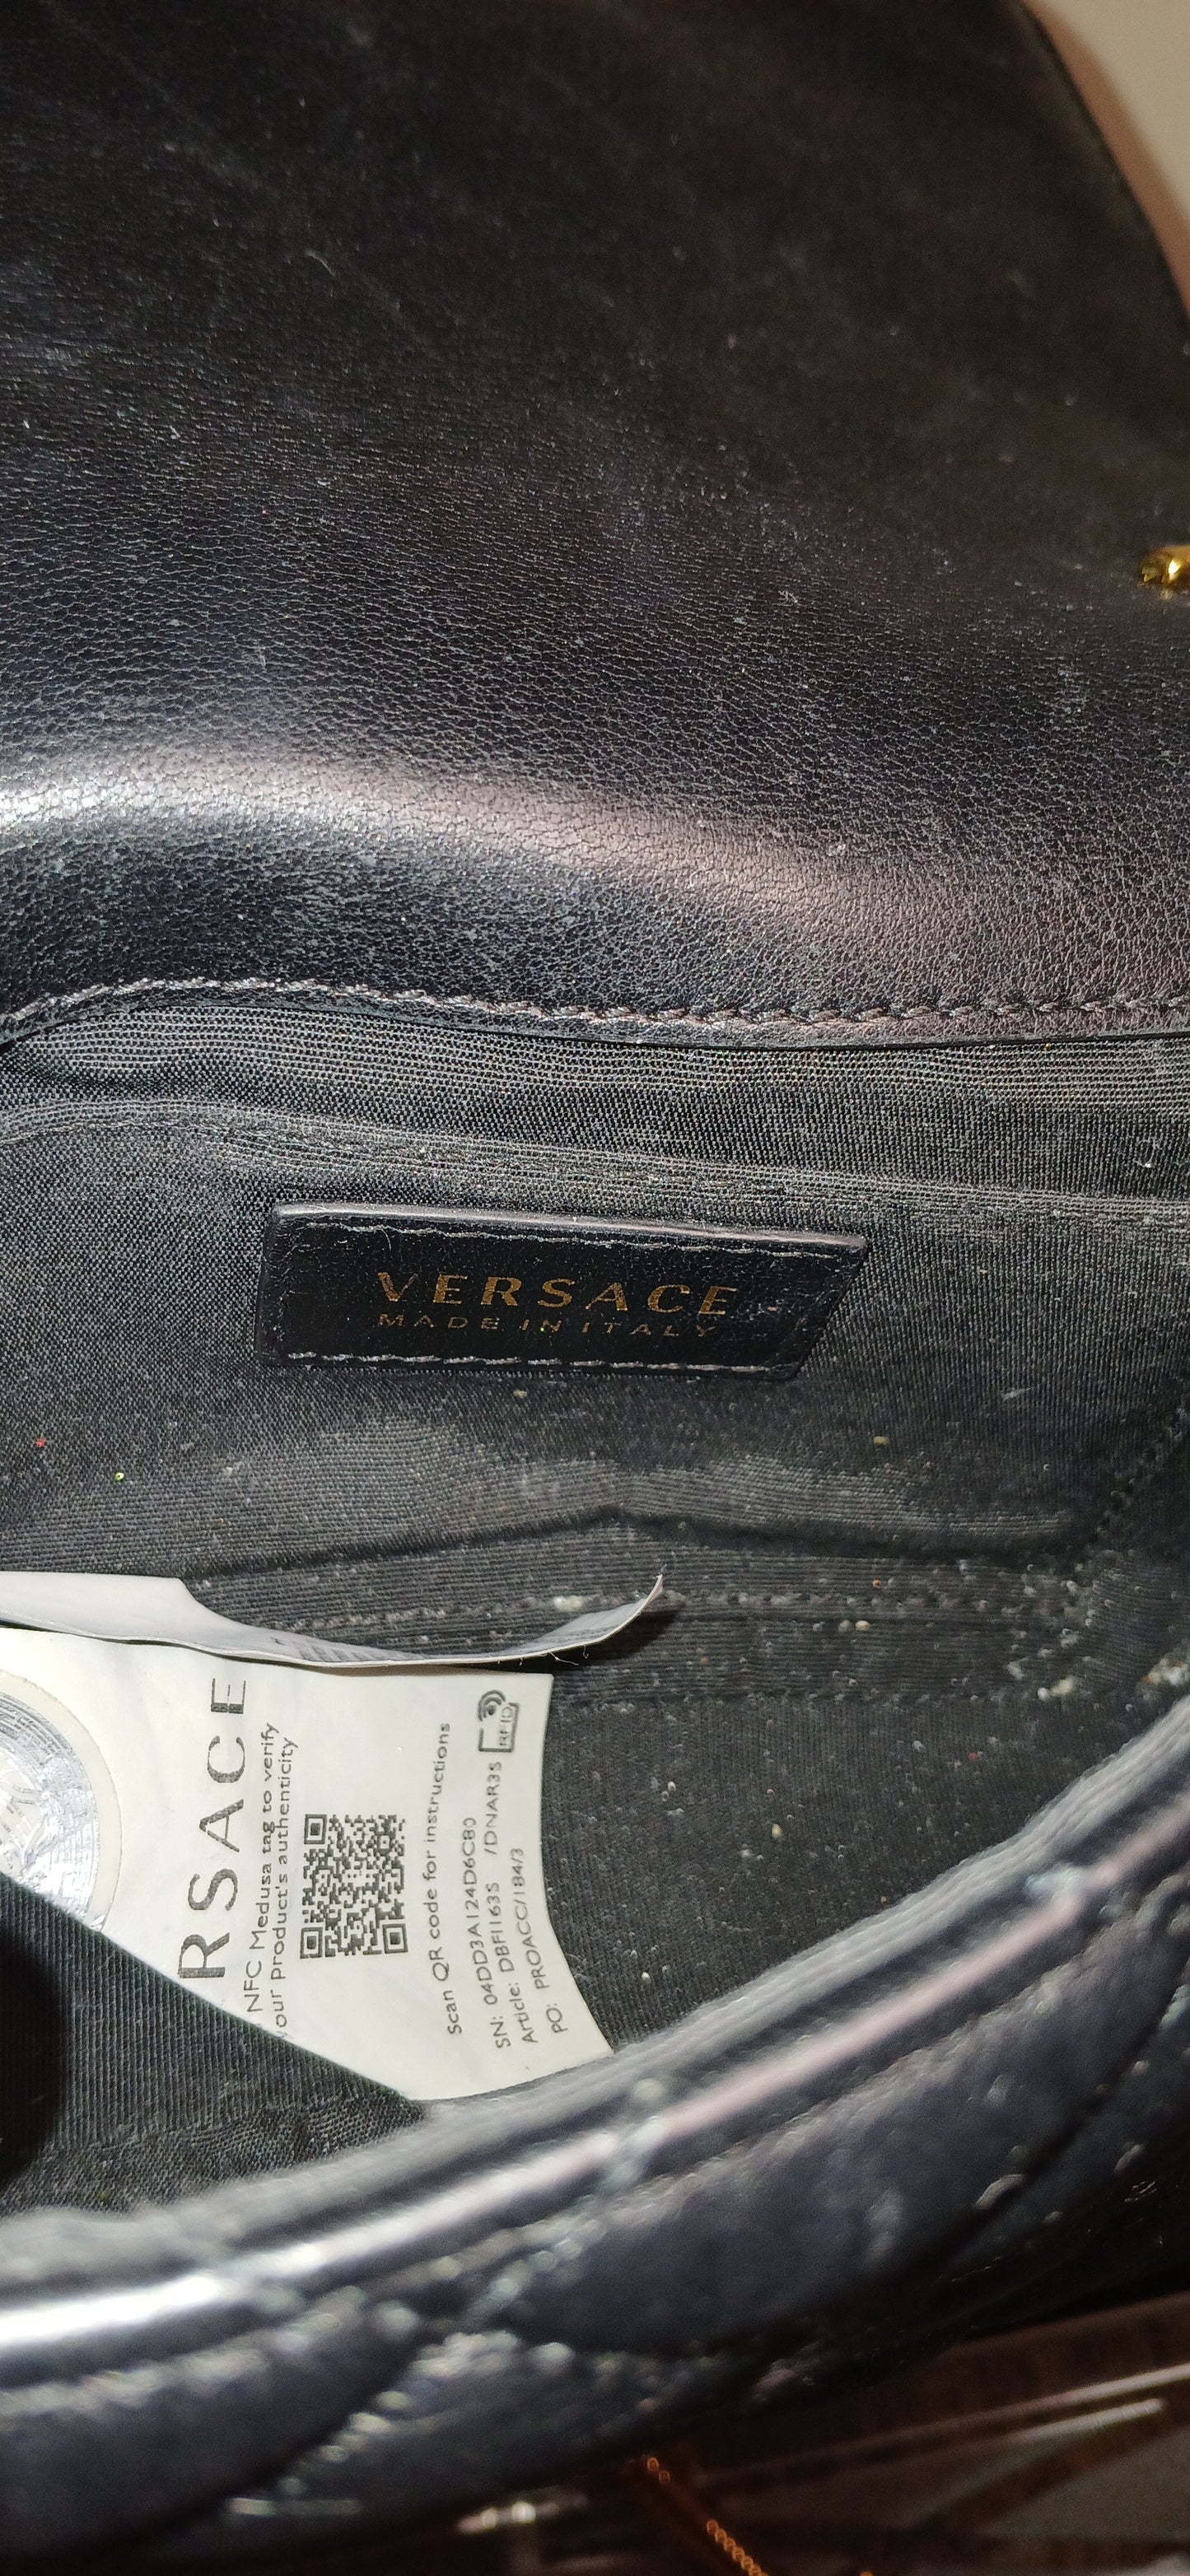 VERSACE
MADE IN ITALY
RSACE
NFC Medusa tag to verify
your Product's authenticity
Scan QR code for instructions
SN: 04DD3A124D6C80
Article: DBFI163S /DNAR3S
PO: PROACC/184/3
RFID